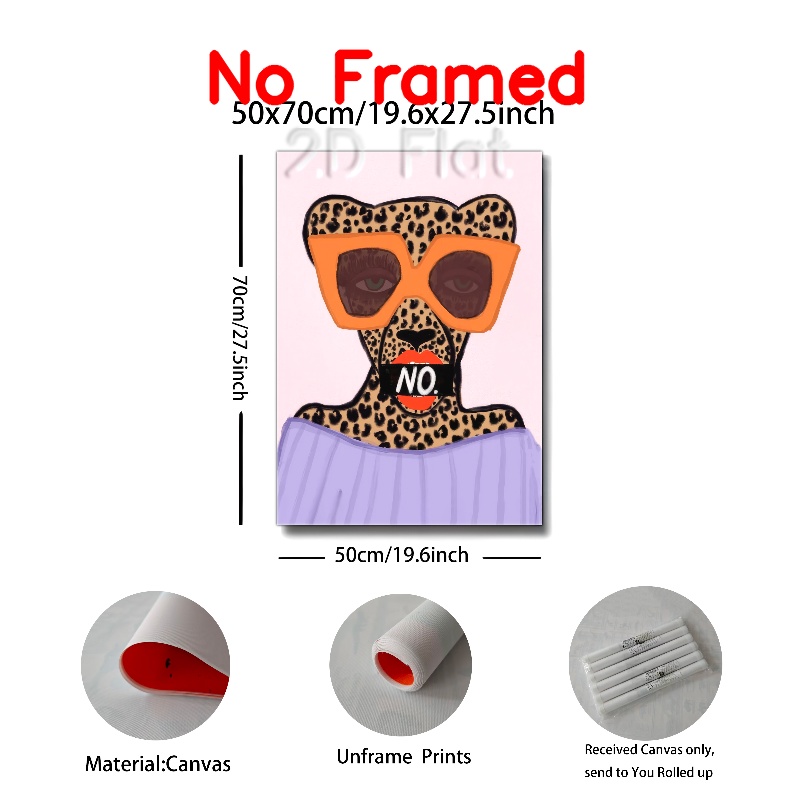 No Framed
50x70cm/19.6x27.5inch
2.D Flat.
70cm/27.5inch
NO.
50cm/19.6inch
Material:Canvas
Unframe Prints
Received Canvas only,
send to You Rolled up